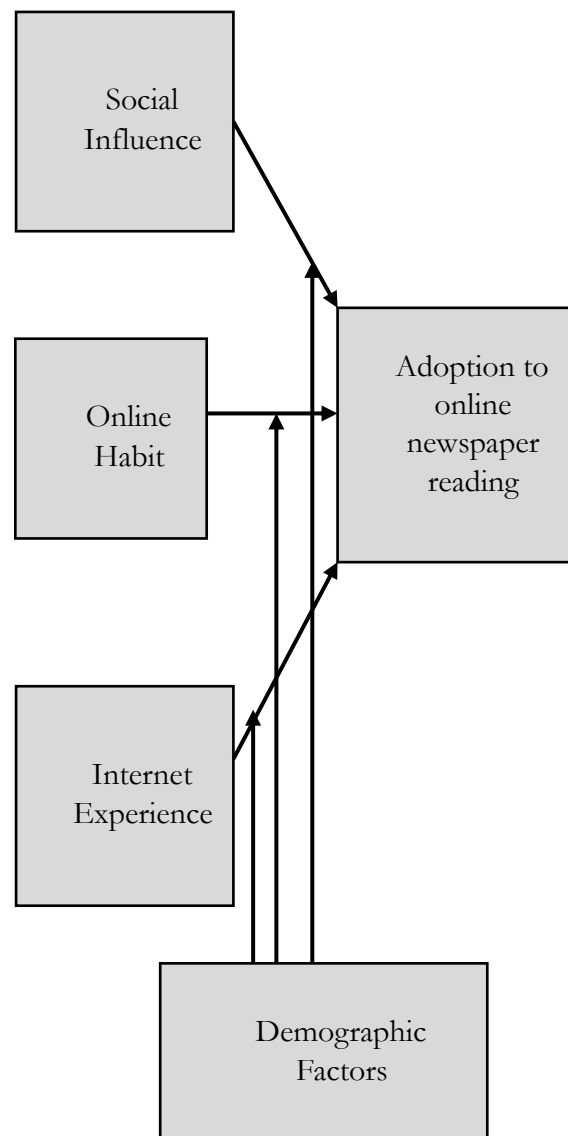 Social
Influence
Online
Habit
Adoption to
online
newspaper
reading
Internet
Experience
Demographic
Factors